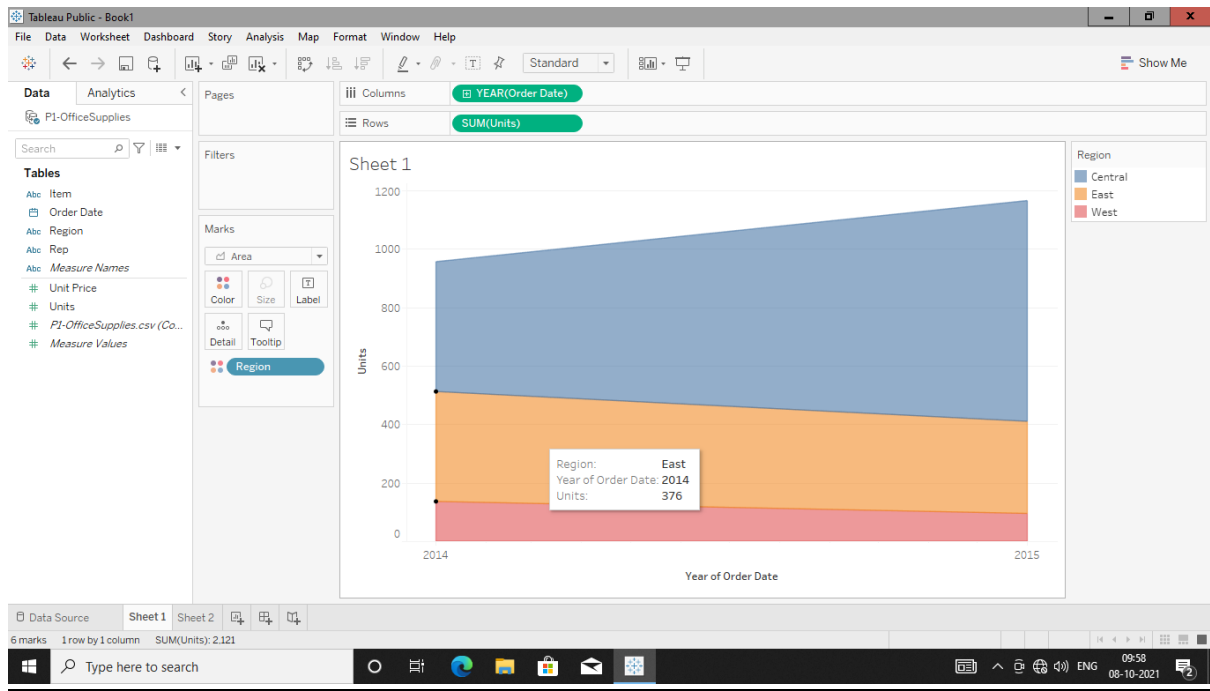 Tableau Public - Book1
File Data Worksheet Dashboard Story Analysis Map Format Window Help
Standard
Show Me
Data Analytics
P1-OfficeSupplies
Search
Tables
Abc Item
Order Date
Abc Region
Abc Rep
Abc Measure Names
# Unit Price
# Units
# P1-OfficeSupplies.csv (Co...
# Measure Values
Pages
Filters
Marks
Area
Color Size Label
T
Detail Tooltip
Region
Columns YEAR(Order Date)
Rows SUM(Units)
Sheet 1
1200
1000
800
600
400
200
0
Units
Region: East
Year of Order Date: 2014
Units: 376
2014 2015
Year of Order Date
Region
Central
East
West
Data Source Sheet 1 Sheet 2
6 marks 1 row by 1 column SUM(Units): 2,121
Type here to search
ENG
09:58
08-10-2021
2